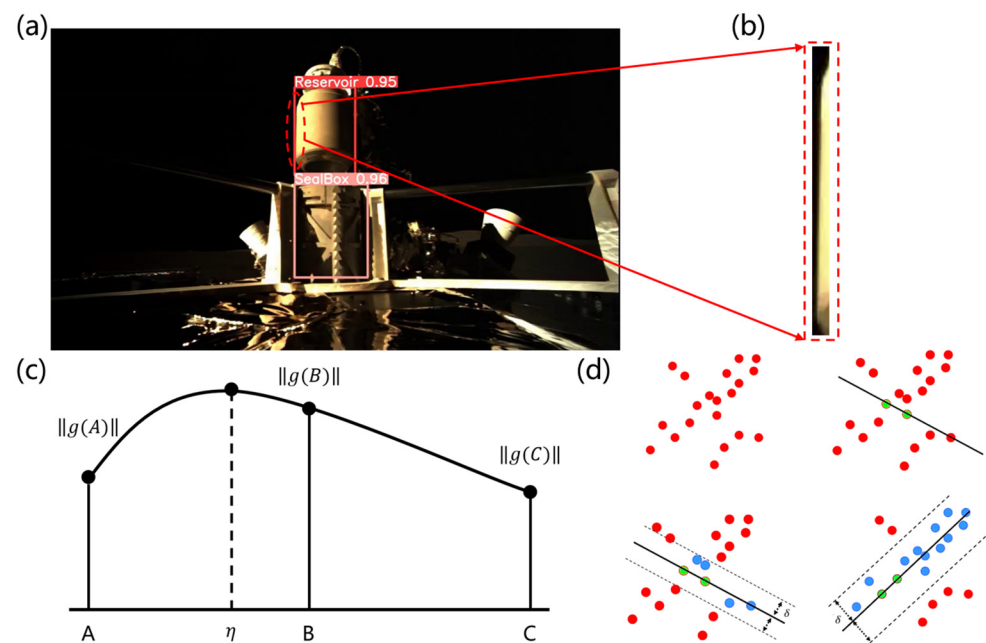 (a)
(b)
Reservoir 0.95
SealBox 0.96
(c)
(d)
‖g(A)‖
‖g(B)‖
‖g(C)‖
A
η
B
C
δ
δ